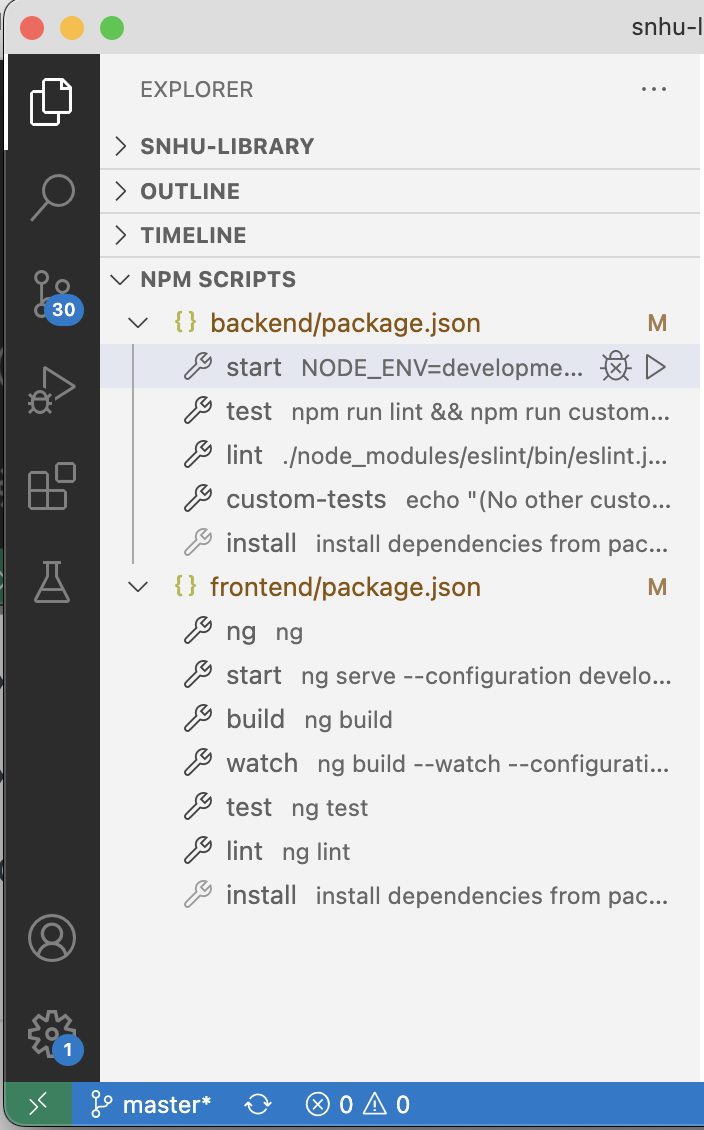 snhu-l
EXPLORER ...
SNHU-LIBRARY
OUTLINE
TIMELINE
30
NPM SCRIPTS
{} backend/package.json M
start NODE_ENV=developme...
test npm run lint && npm run custom...
lint ./node_modules/eslint/bin/eslint.j...
custom-tests echo "(No other custo...
install install dependencies from pac...
{} frontend/package.json M
ng ng
start ng serve --configuration develo...
build ng build
watch ng build --watch --configurati...
test ng test
lint ng lint
install install dependencies from pac...
1
master* 0 0